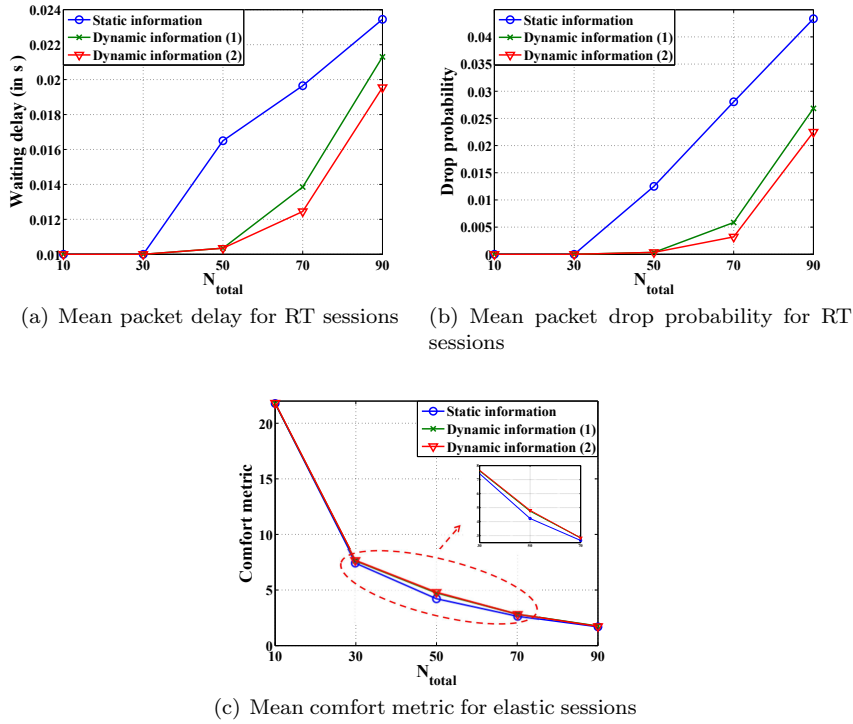 0.024
0.022
0.02
0.018
0.016
0.014
0.012
0.01
Waiting delay (in s )
Static information
Dynamic information (1)
Dynamic information (2)
10 30 50 70 90
N_total
(a) Mean packet delay for RT sessions
0.04
0.035
0.03
0.025
0.02
0.015
0.01
0.005
0
Drop probability
Static information
Dynamic information (1)
Dynamic information (2)
10 30 50 70 90
N_total
(b) Mean packet drop probability for RT
sessions
20
15
10
5
0
Comfort metric
Static information
Dynamic information (1)
Dynamic information (2)
10 30 50 70 90
N_total
(c) Mean comfort metric for elastic sessions